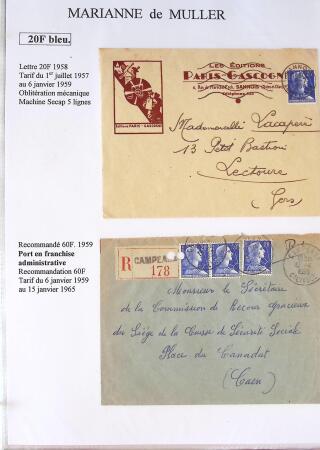 MARIANNE de MULLER
20F bleu.
Lettre 20F 1958
Tarif du 1er juillet 1957
au 6 janvier 1959
Oblitération mécanique
Machine Secap 5 lignes
LES ÉDITIONS
PARIS-GASCOGNE
Mademoiselle Lacapère
13 Petit Bastion
Lectoure
Gers
Recommandé 60F. 1959
Port en franchise
administrative
Recommandation 60F
Tarif du 6 janvier 1959
au 15 janvier 1965
R
178
Monsieur le Secrétaire
de la Commission de Recours Gracieux
du Siège de la Caisse de Sécurité Sociale
Place du Canada
(Caen)